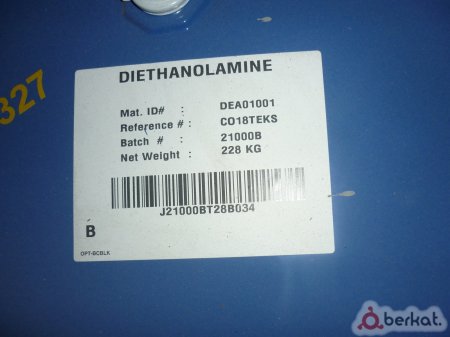 327
DIETHANOLAMINE
Mat. ID# : DEA01001
Reference # : CO18TEKS
Batch # : 21000B
Net Weight : 228 KG
J21000BT28B034
B
OPT-BCBLK
berkat.